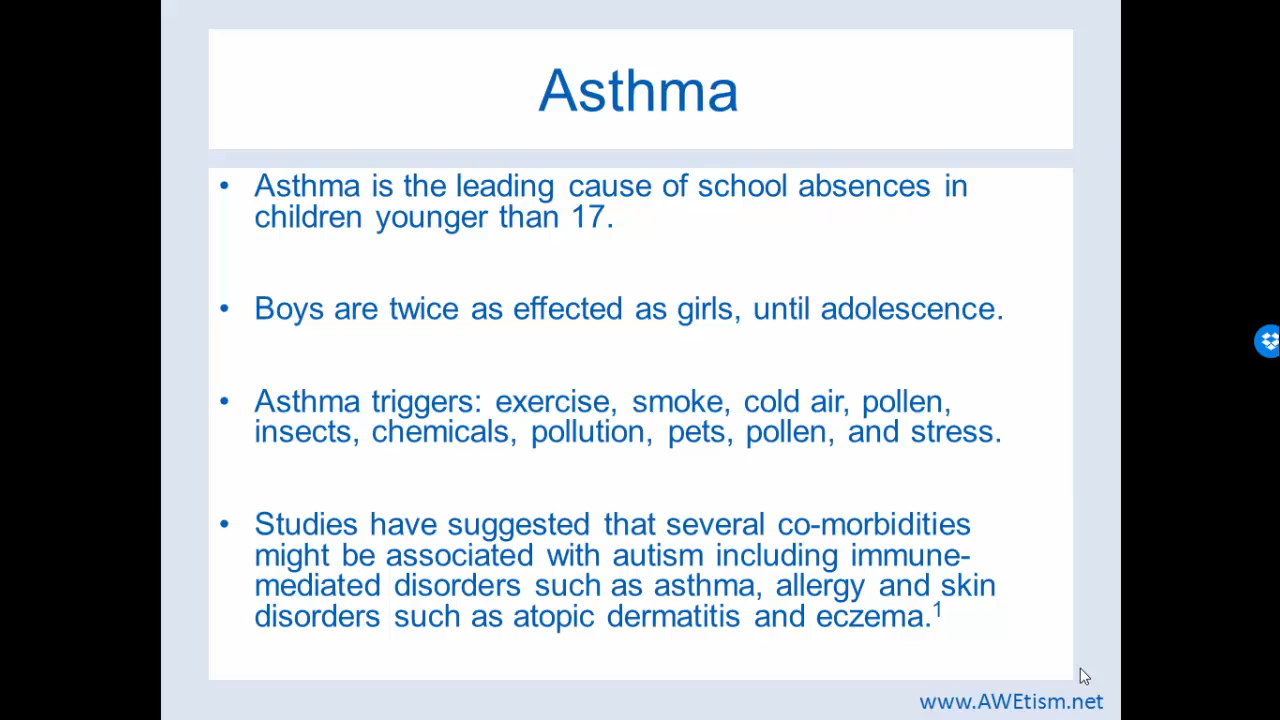 Asthma
• Asthma is the leading cause of school absences in
children younger than 17.
• Boys are twice as effected as girls, until adolescence.
• Asthma triggers: exercise, smoke, cold air, pollen,
insects, chemicals, pollution, pets, pollen, and stress.
• Studies have suggested that several co-morbidities
might be associated with autism including immune-
mediated disorders such as asthma, allergy and skin
disorders such as atopic dermatitis and eczema.¹
www.AWEtism.net